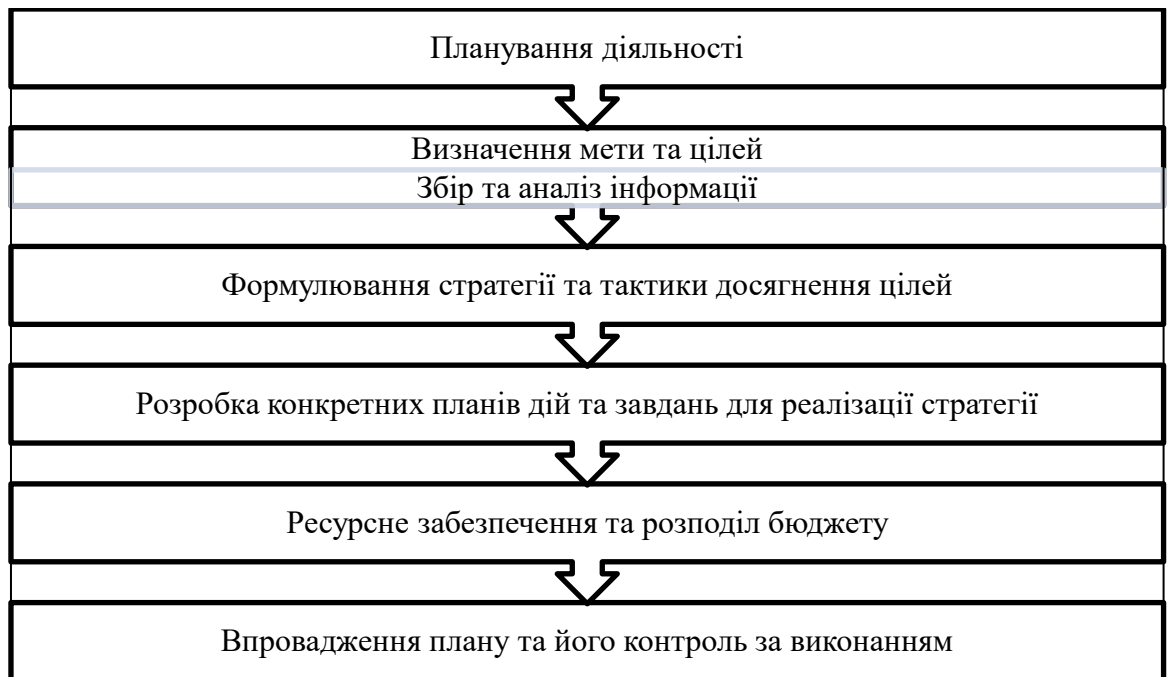 Планування діяльності
Визначення мети та цілей
Збір та аналіз інформації
Формулювання стратегії та тактики досягнення цілей
Розробка конкретних планів дій та завдань для реалізації стратегії
Ресурсне забезпечення та розподіл бюджету
Впровадження плану та його контроль за виконанням